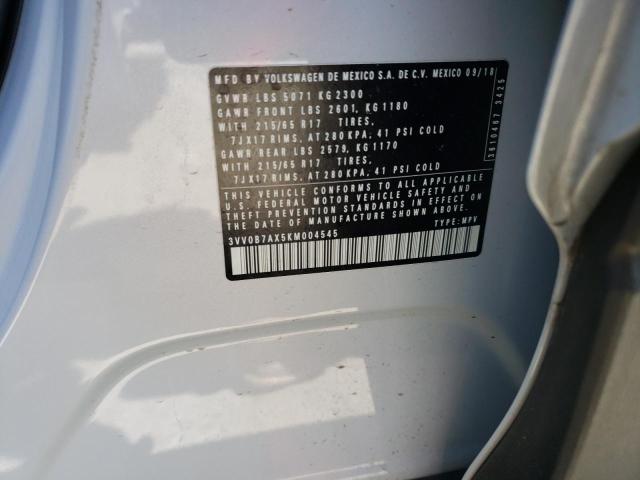 MFD BY VOLKSWAGEN DE MEXICO S.A. DE C.V. MEXICO 09/18
GVWR LBS 5071 KG 2300
GAWR FRONT LBS 2601, KG 1180
WITH 215/65 R17 TIRES,
7JX17 RIMS, AT 280 KPA, 41 PSI COLD
GAWR REAR LBS 2579, KG 1170
WITH 215/65 R17 TIRES,
7JX17 RIMS, AT 280 KPA, 41 PSI COLD
THIS VEHICLE CONFORMS TO ALL APPLICABLE
U.S. FEDERAL MOTOR VEHICLE SAFETY AND
THEFT PREVENTION STANDARDS IN EFFECT ON
THE DATE OF MANUFACTURE SHOWN ABOVE
3VV0B7AX5KM004545 TYPE: MPV
3610467 3425